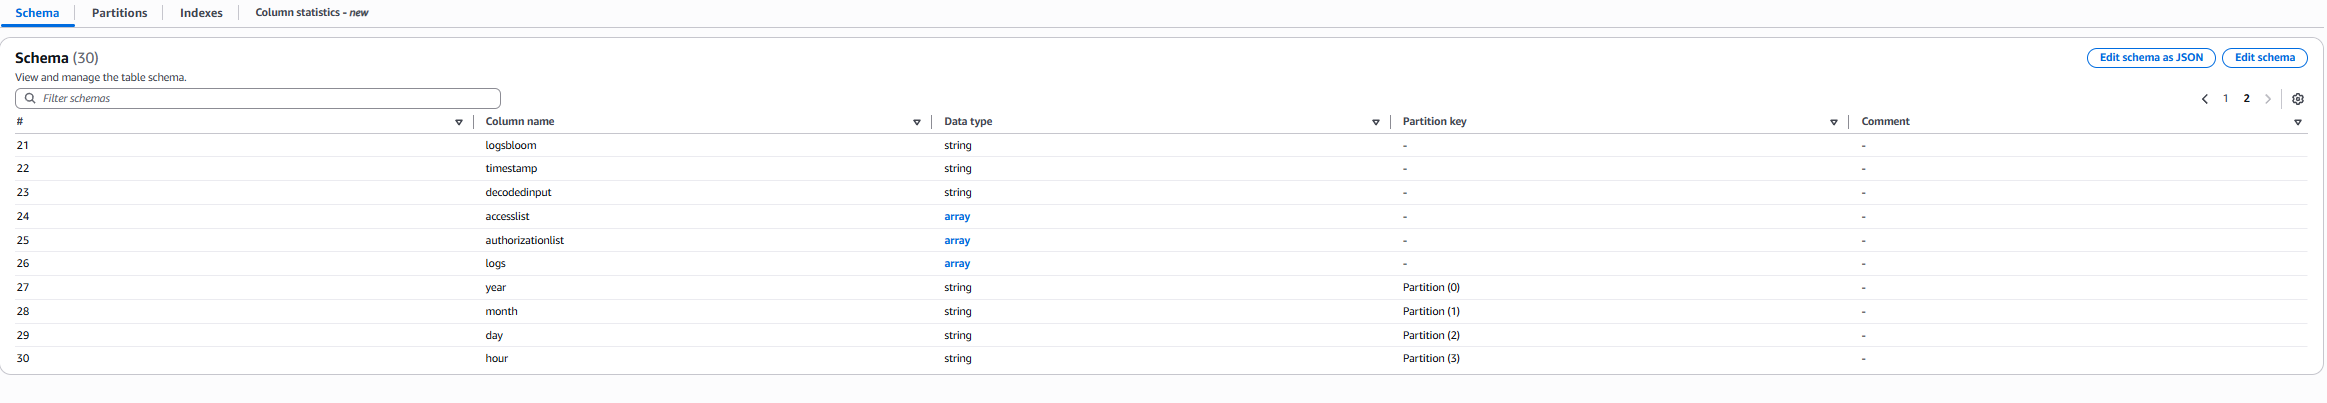 Schema Partitions Indexes Column statistics - new
Schema (30) Edit schema as JSON Edit schema
View and manage the table schema.
Filter schemas 1 2
# Column name Data type Partition key Comment
21 logsbloom string - -
22 timestamp string - -
23 decodedinput string - -
24 accesslist array - -
25 authorizationlist array - -
26 logs array - -
27 year string Partition (0) -
28 month string Partition (1) -
29 day string Partition (2) -
30 hour string Partition (3) -